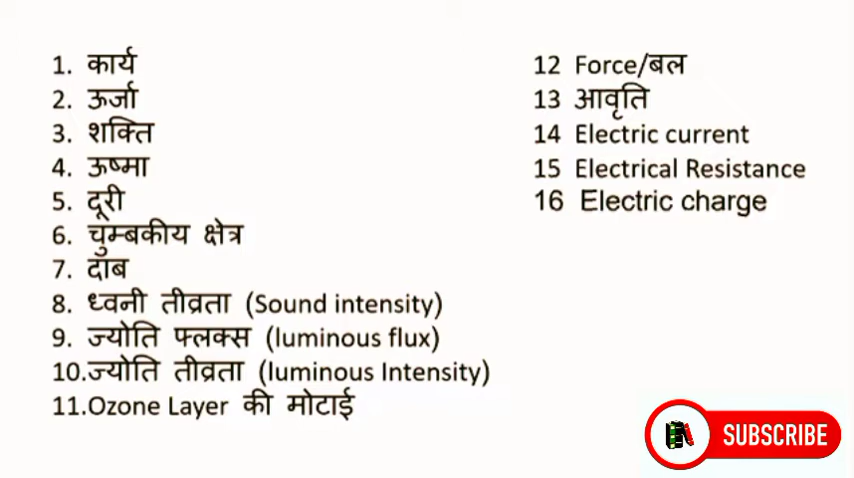 1. कार्य
2. ऊर्जा
3. शक्ति
4. ऊष्मा
5. दूरी
6. चुम्बकीय क्षेत्र
7. दाब
8. ध्वनी तीव्रता (Sound intensity)
9. ज्योति फ्लक्स (luminous flux)
10.ज्योति तीव्रता (luminous Intensity)
11.Ozone Layer की मोटाई
12 Force/बल
13 आवृति
14 Electric current
15 Electrical Resistance
16 Electric charge
SUBSCRIBE